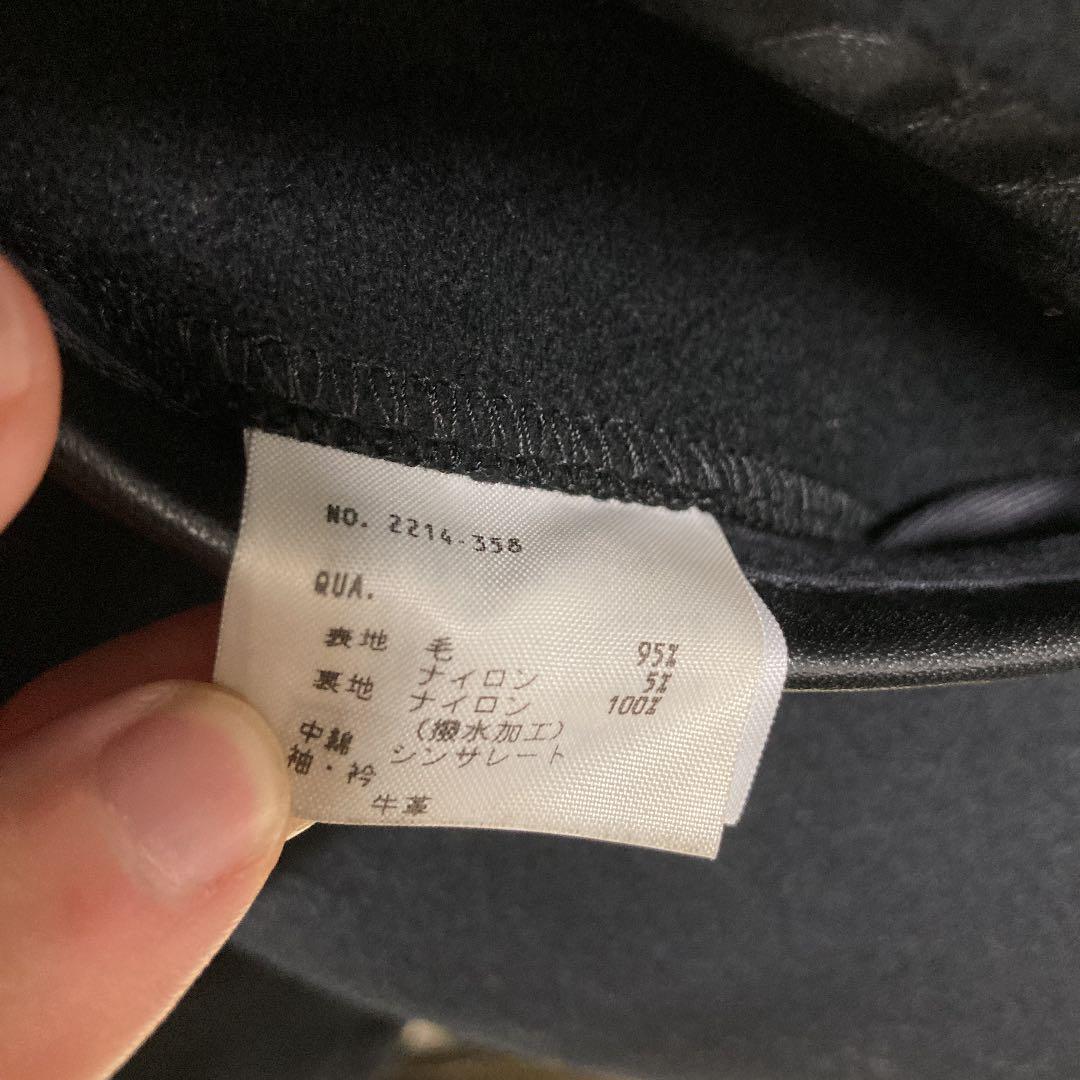 NO. 2214-358
QUA.
表地 毛 95%
ナイロン 5%
裏地 ナイロン 100%
(撥水加工)
中綿 シンサレート
袖・衿
牛革